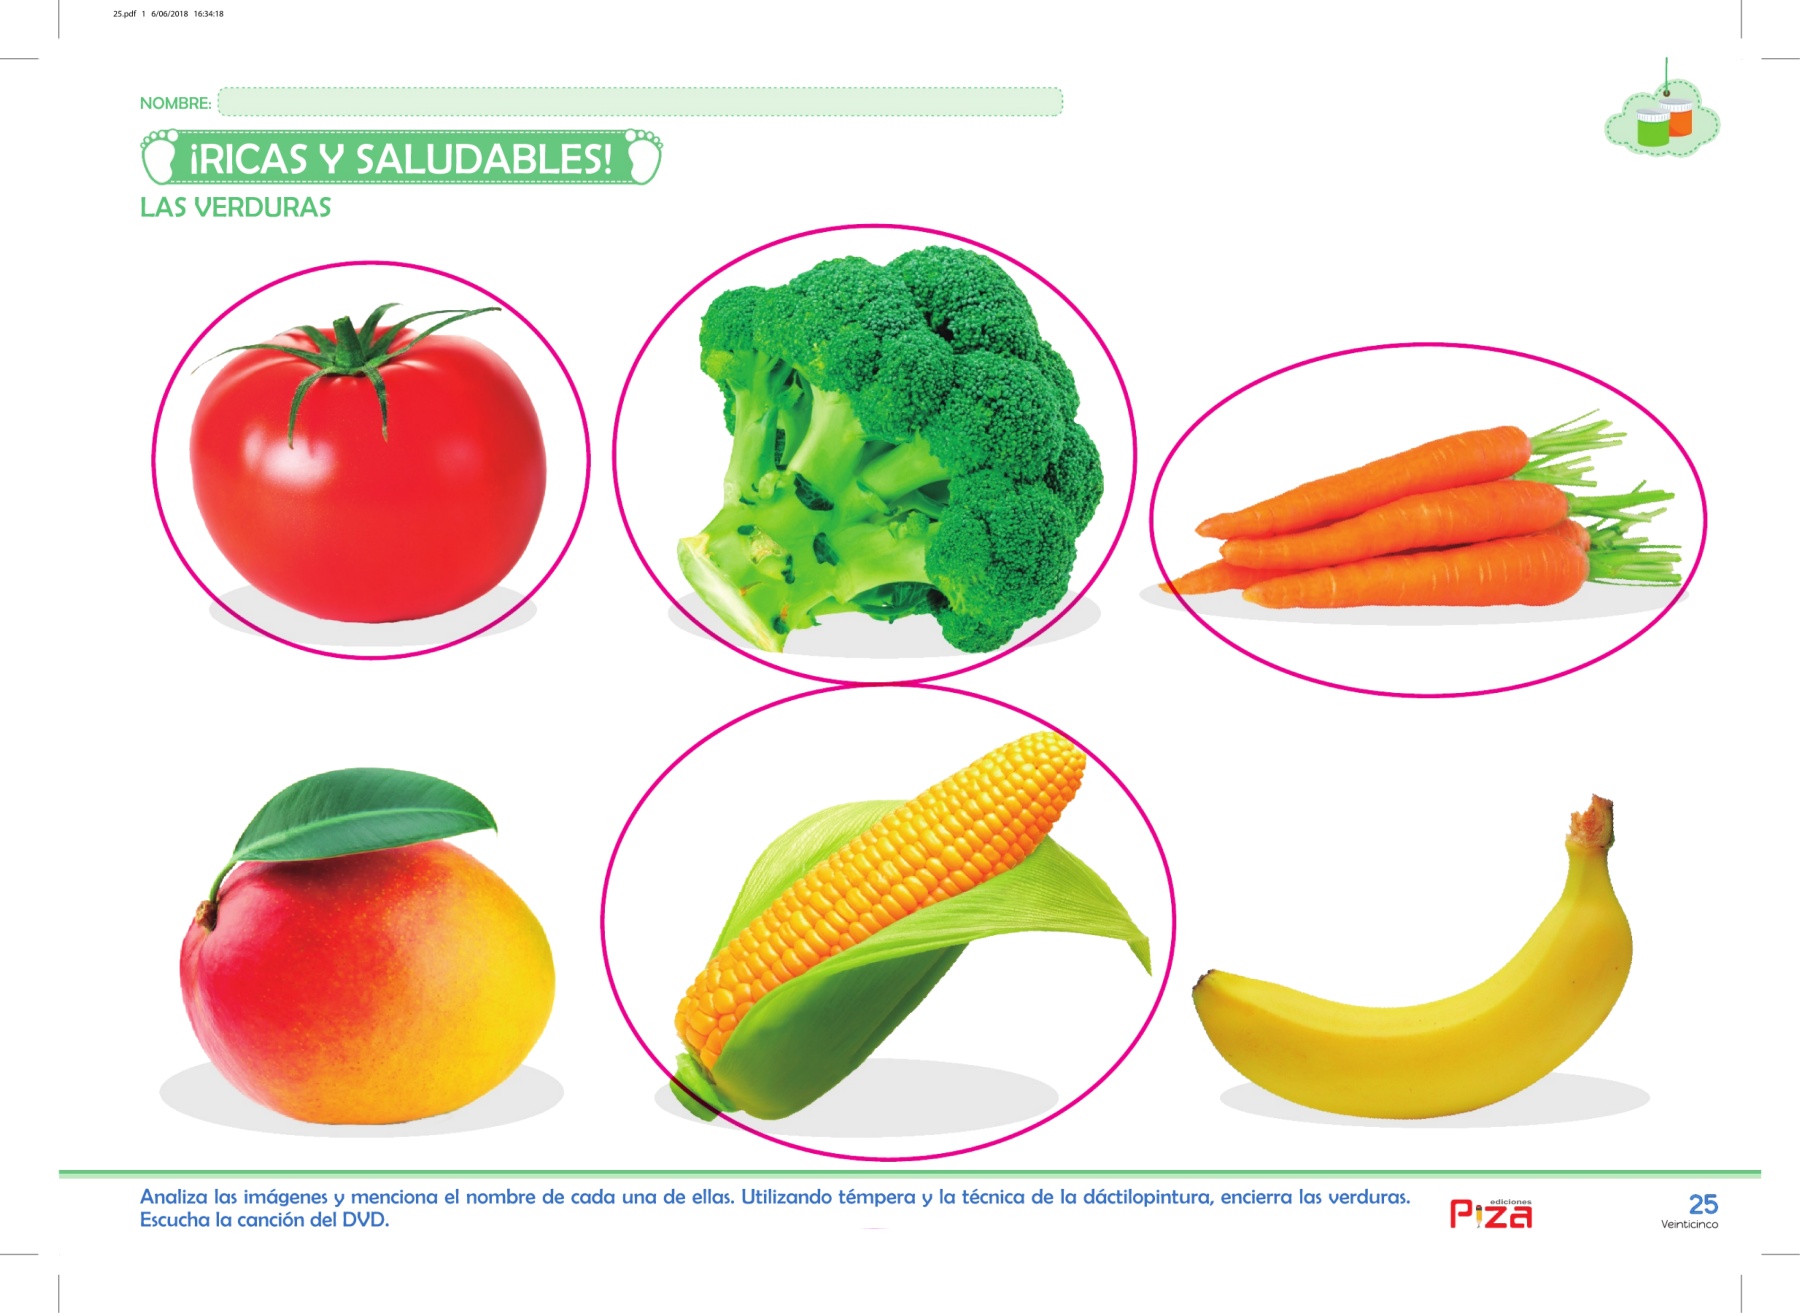 25.pdf 1 6/06/2018 16:34:18
NOMBRE:
¡RICAS Y SALUDABLES!
LAS VERDURAS
Analiza las imágenes y menciona el nombre de cada una de ellas. Utilizando témpera y la técnica de la dáctilopintura, encierra las verduras.
Escucha la canción del DVD.
ediciones
Piza
25
Veinticinco